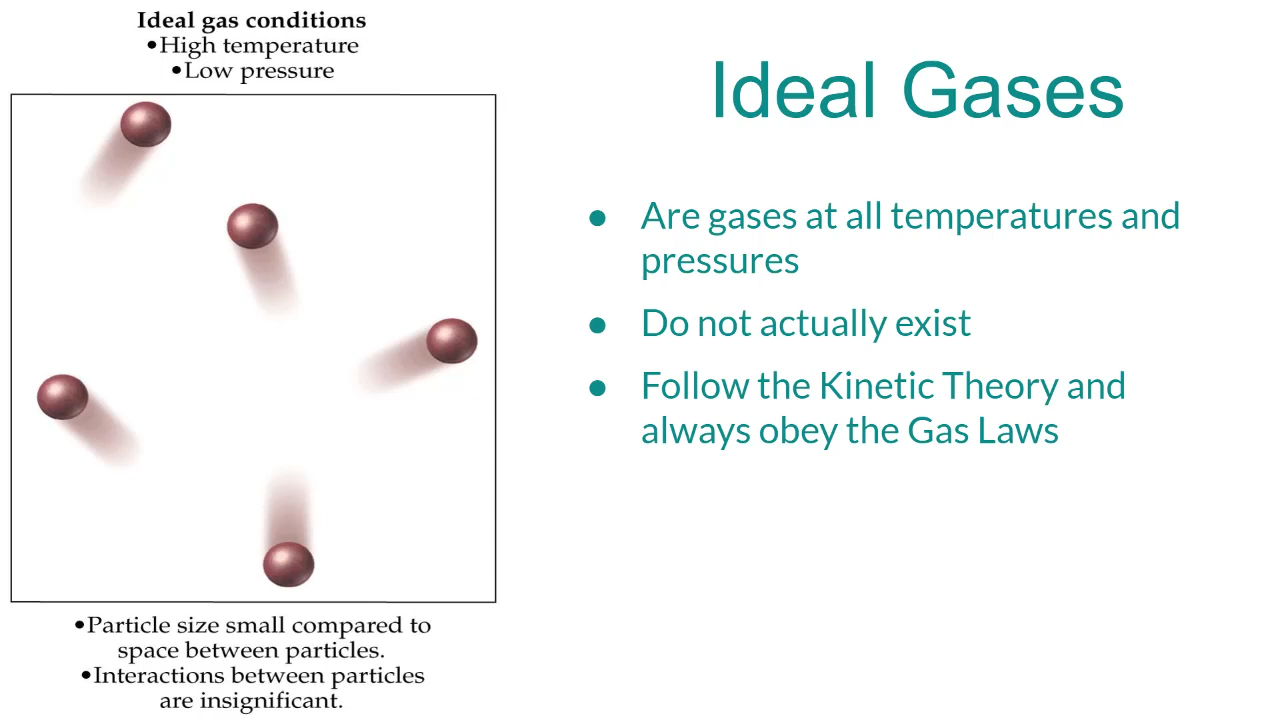 Ideal gas conditions
•High temperature
•Low pressure
•Particle size small compared to
space between particles.
•Interactions between particles
are insignificant.
Ideal Gases
● Are gases at all temperatures and
pressures
● Do not actually exist
● Follow the Kinetic Theory and
always obey the Gas Laws